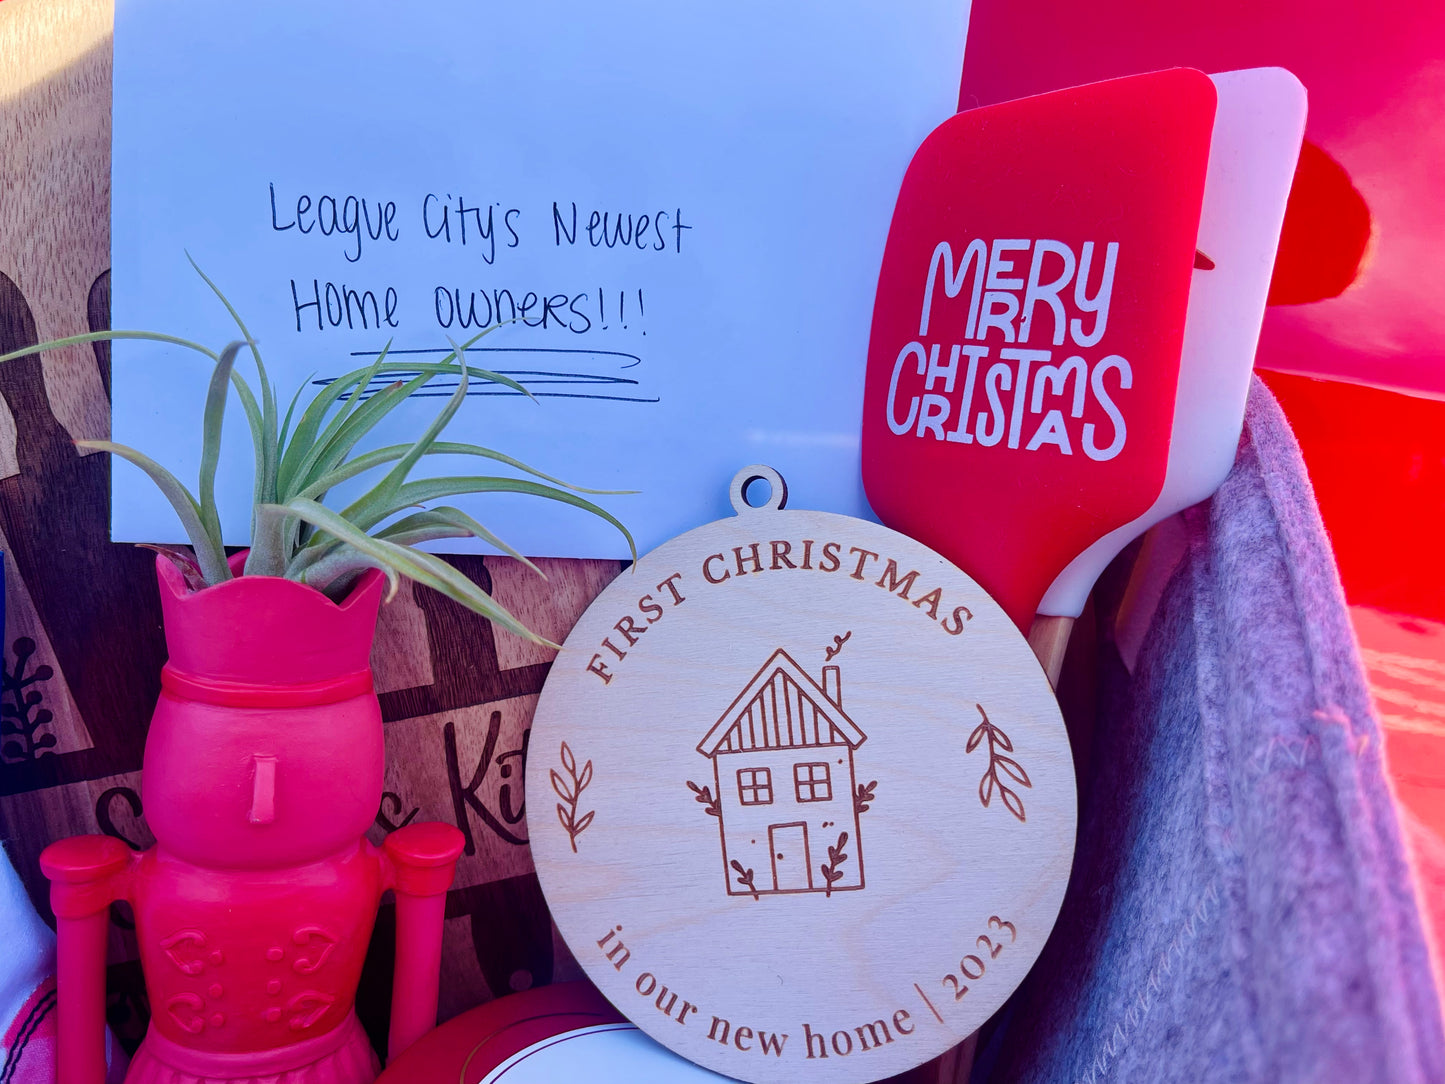 League City's Newest
Home owners!!!
MERRY
CHRISTMAS
FIRST CHRISTMAS
in our new home | 2023